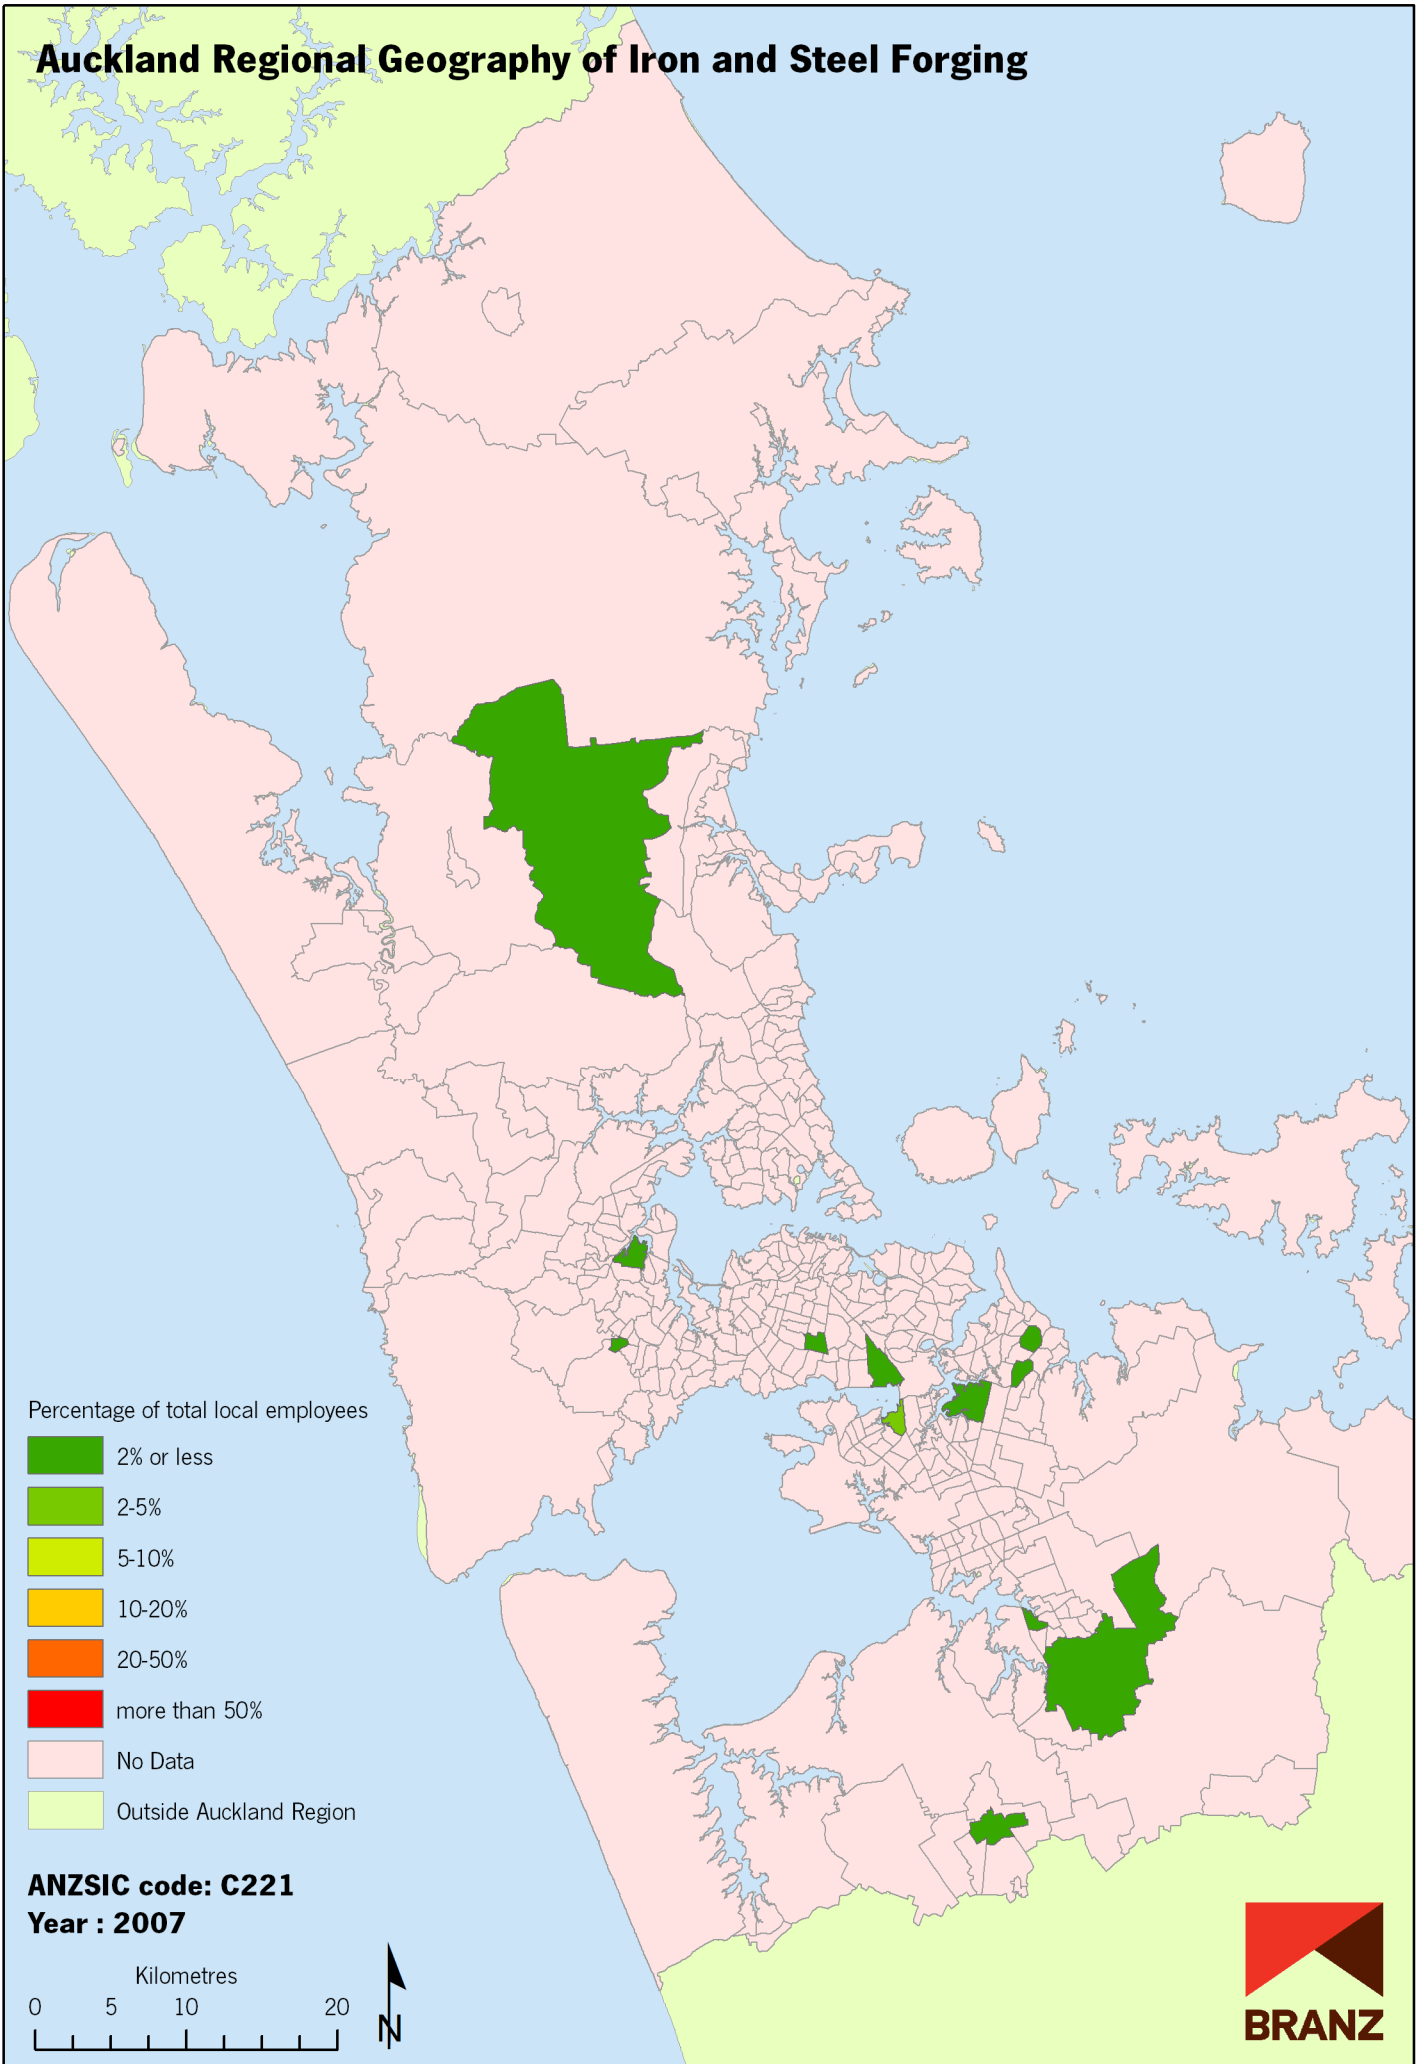 Auckland Regional Geography of Iron and Steel Forging
Percentage of total local employees
2% or less
2-5%
5-10%
10-20%
20-50%
more than 50%
No Data
Outside Auckland Region
ANZSIC code: C221
Year : 2007
Kilometres
0 5 10 20
N
BRANZ